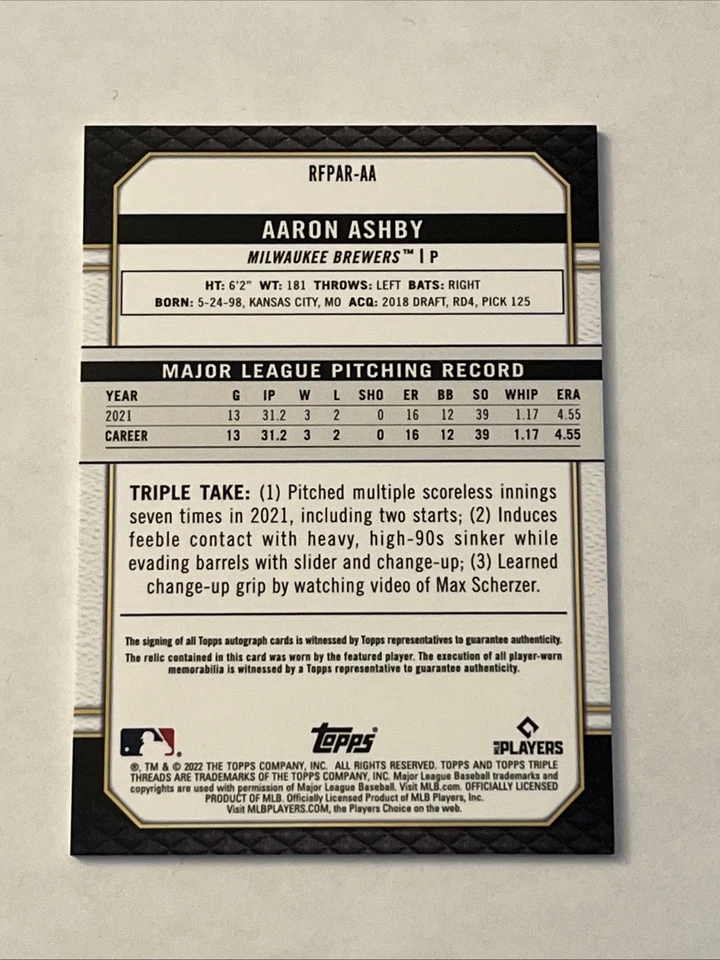 RFPAR-AA
AARON ASHBY
MILWAUKEE BREWERS™ | P
HT: 6'2" WT: 181 THROWS: LEFT BATS: RIGHT
BORN: 5-24-98, KANSAS CITY, MO ACQ: 2018 DRAFT, RD4, PICK 125
MAJOR LEAGUE PITCHING RECORD
YEAR G IP W L SHO ER BB SO WHIP ERA
2021 13 31.2 3 2 0 16 12 39 1.17 4.55
CAREER 13 31.2 3 2 0 16 12 39 1.17 4.55
TRIPLE TAKE: (1) Pitched multiple scoreless innings
seven times in 2021, including two starts; (2) Induces
feeble contact with heavy, high-90s sinker while
evading barrels with slider and change-up; (3) Learned
change-up grip by watching video of Max Scherzer.
The signing of all Topps autograph cards is witnessed by Topps representatives to guarantee authenticity.
The relic contained in this card was worn by the featured player. The execution of all player-worn
memorabilia is witnessed by a Topps representative to guarantee authenticity.
Topps
MLB PLAYERS
®, TM & © 2022 THE TOPPS COMPANY, INC. ALL RIGHTS RESERVED. TOPPS AND TOPPS TRIPLE
THREADS ARE TRADEMARKS OF THE TOPPS COMPANY, INC. Major League Baseball trademarks and
copyrights are used with permission of Major League Baseball. Visit MLB.com. OFFICIALLY LICENSED
PRODUCT OF MLB. Officially Licensed Product of MLB Players, Inc.
Visit MLBPLAYERS.COM, the Players Choice on the web.